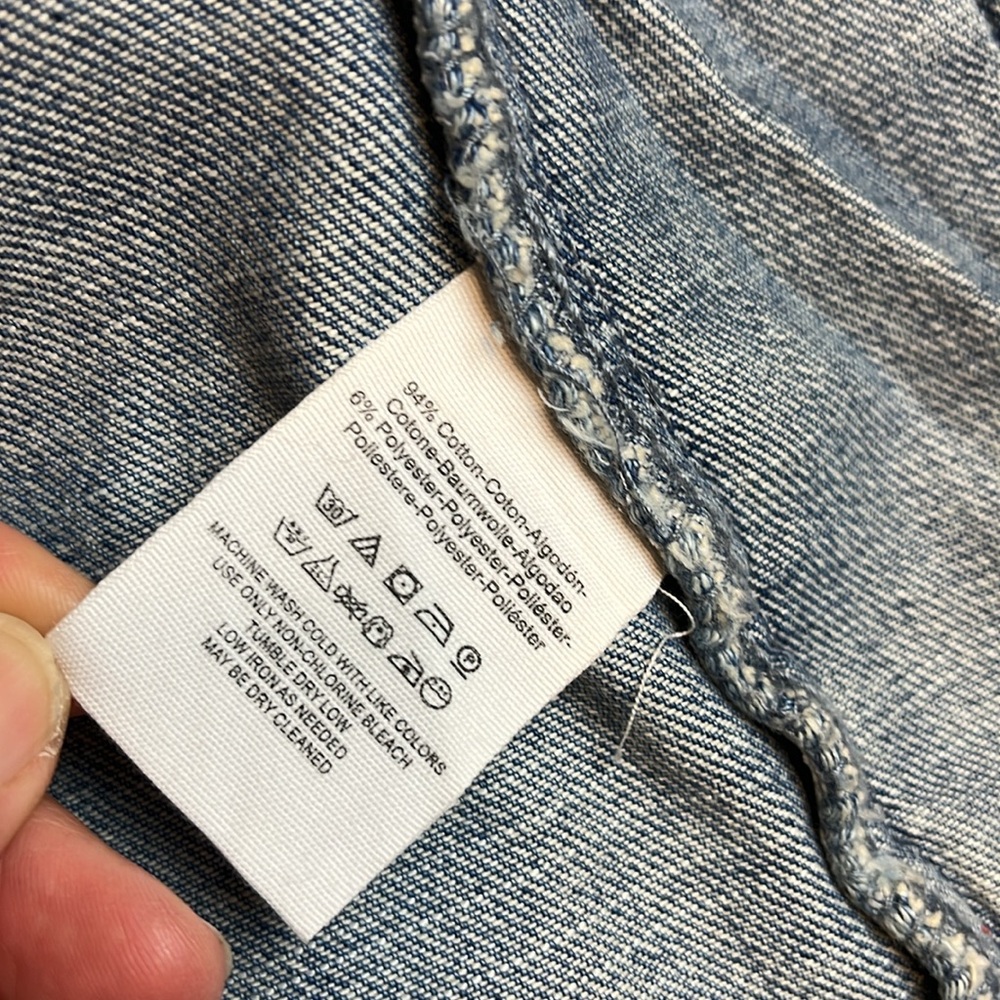 94% Cotton-Coton-Algodón-
Cotone-Baumwolle-Algodao
6% Polyester-Polyester-Poliéster-
Poliestere-Polyester-Poliéster
30
P
MACHINE WASH COLD WITH LIKE COLORS
USE ONLY NON-CHLORINE BLEACH
TUMBLE DRY LOW
LOW IRON AS NEEDED
MAY BE DRY CLEANED